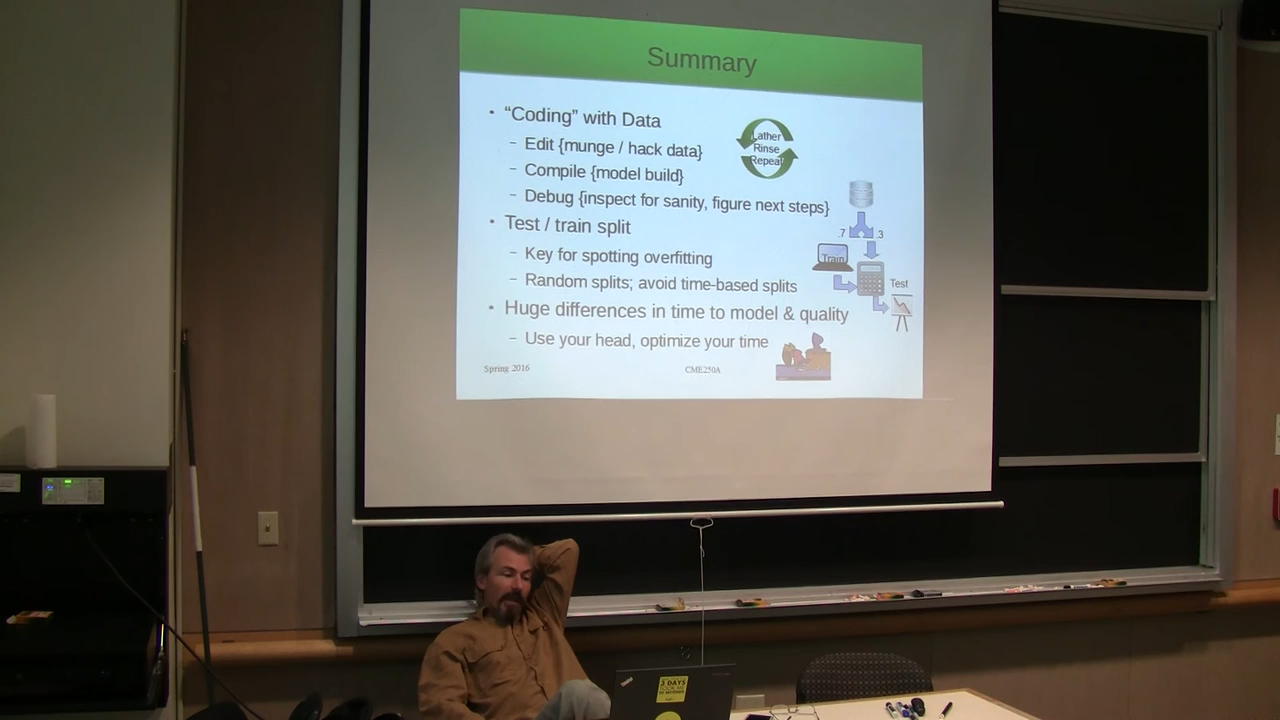 Summary
• “Coding” with Data
– Edit {munge / hack data}
– Compile {model build}
– Debug {inspect for sanity, figure next steps}
• Test / train split
– Key for spotting overfitting
– Random splits; avoid time-based splits
• Huge differences in time to model & quality
– Use your head, optimize your time
Lather
Rinse
Repeat
.7 .3
Train
Test
Spring 2016 CME250A
3 DAYS
TOOK ME